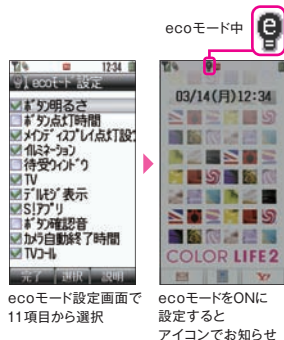 ecoモード中
12:34
ecoモード設定
ボタン明るさ
ボタン点灯時間
メインディスプレイ点灯設
イルミネーション
待受ウィンドウ
TV
デルモジ表示
S!アプリ
ボタン確認音
カメラ自動終了時間
TVコール
完了 選択 説明
ecoモード設定画面で
11項目から選択
03/14(月)12:34
COLOR LIFE2
Y!
ecoモードをONに
設定すると
アイコンでお知らせ